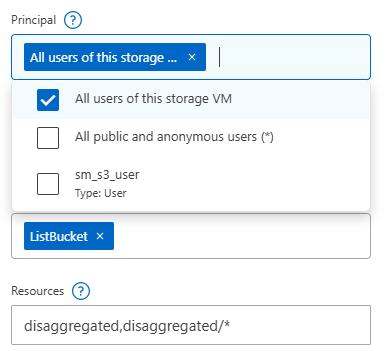 Principal ?
All users of this storage ... ×
All users of this storage VM
All public and anonymous users (*)
sm_s3_user
Type: User
ListBucket ×
Resources ?
disaggregated,disaggregated/*